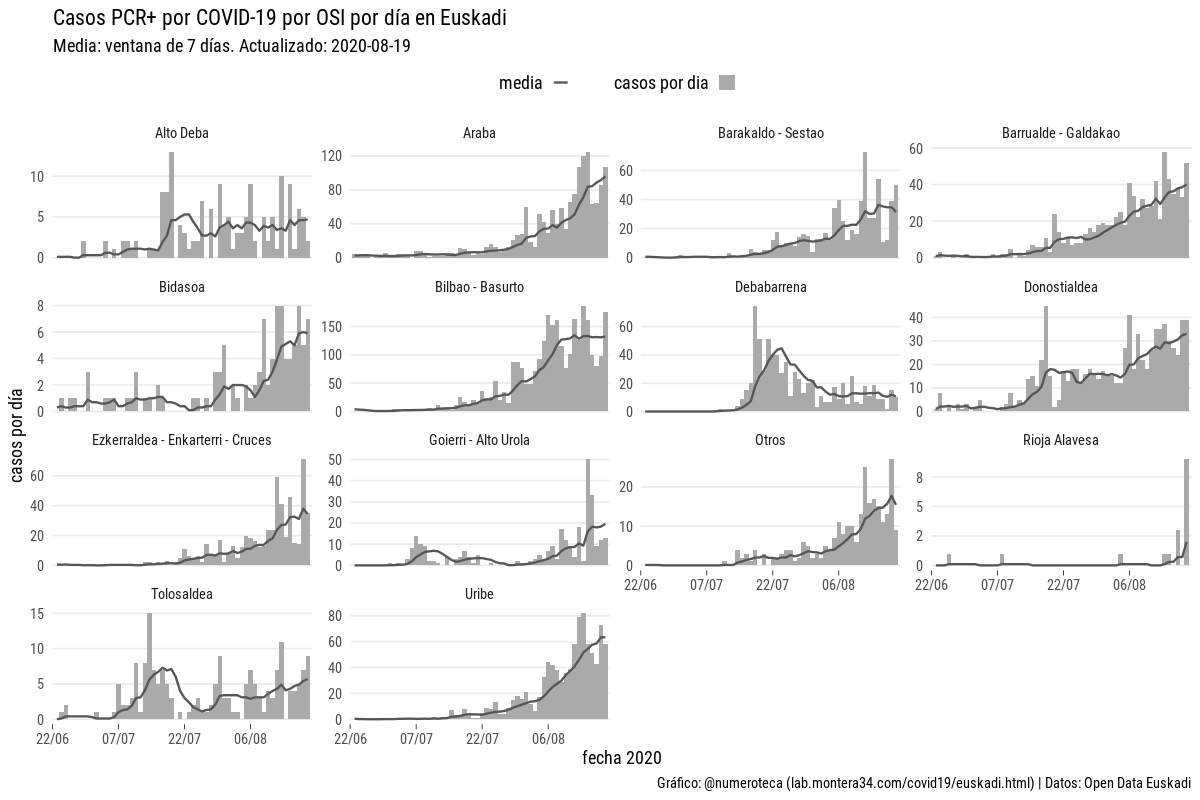 Casos PCR+ por COVID-19 por OSI por día en Euskadi
Media: ventana de 7 días. Actualizado: 2020-08-19
media casos por dia
Alto Deba
10
5
0
Araba
120
80
40
0
Barakaldo - Sestao
60
40
20
0
Barrualde - Galdakao
60
40
20
0
Bidasoa
8
6
4
2
0
Bilbao - Basurto
150
100
50
0
Debabarrena
60
40
20
0
Donostialdea
40
30
20
10
0
casos por día
Ezkerraldea - Enkarterri - Cruces
60
40
20
0
Goierri - Alto Urola
50
40
30
20
10
0
Otros
20
10
0
22/06 07/07 22/07 06/08
Rioja Alavesa
8
5
2
0
22/06 07/07 22/07 06/08
Tolosaldea
15
10
5
0
22/06 07/07 22/07 06/08
Uribe
80
60
40
20
0
22/06 07/07 22/07 06/08
fecha 2020
Gráfico: @numeroteca (lab.montera34.com/covid19/euskadi.html) | Datos: Open Data Euskadi